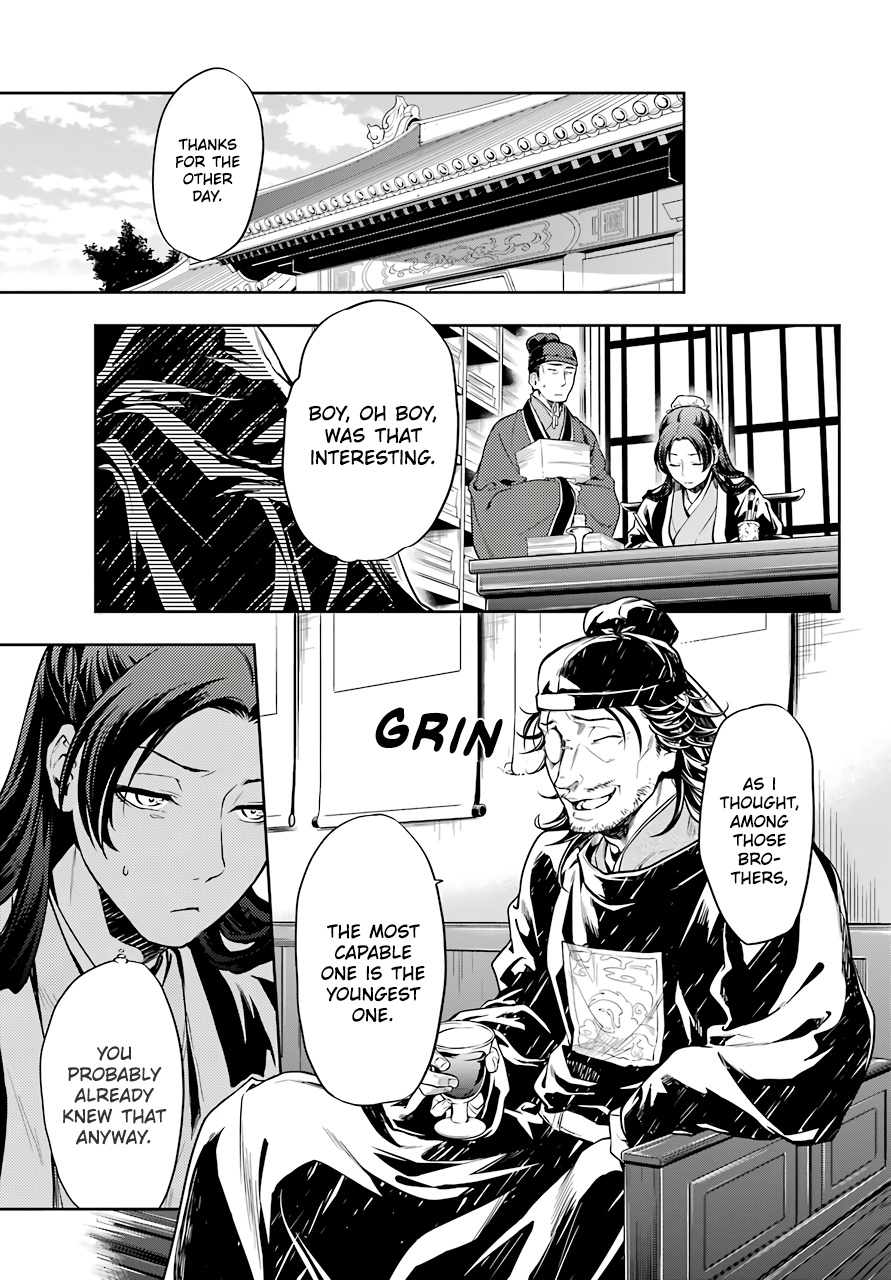 THANKS
FOR THE
OTHER
DAY.
BOY, OH BOY,
WAS THAT
INTERESTING.
GRIN
AS I
THOUGHT,
AMONG
THOSE
BRO-
THERS,
THE MOST
CAPABLE
ONE IS THE
YOUNGEST
ONE.
YOU
PROBABLY
ALREADY
KNEW THAT
ANYWAY.